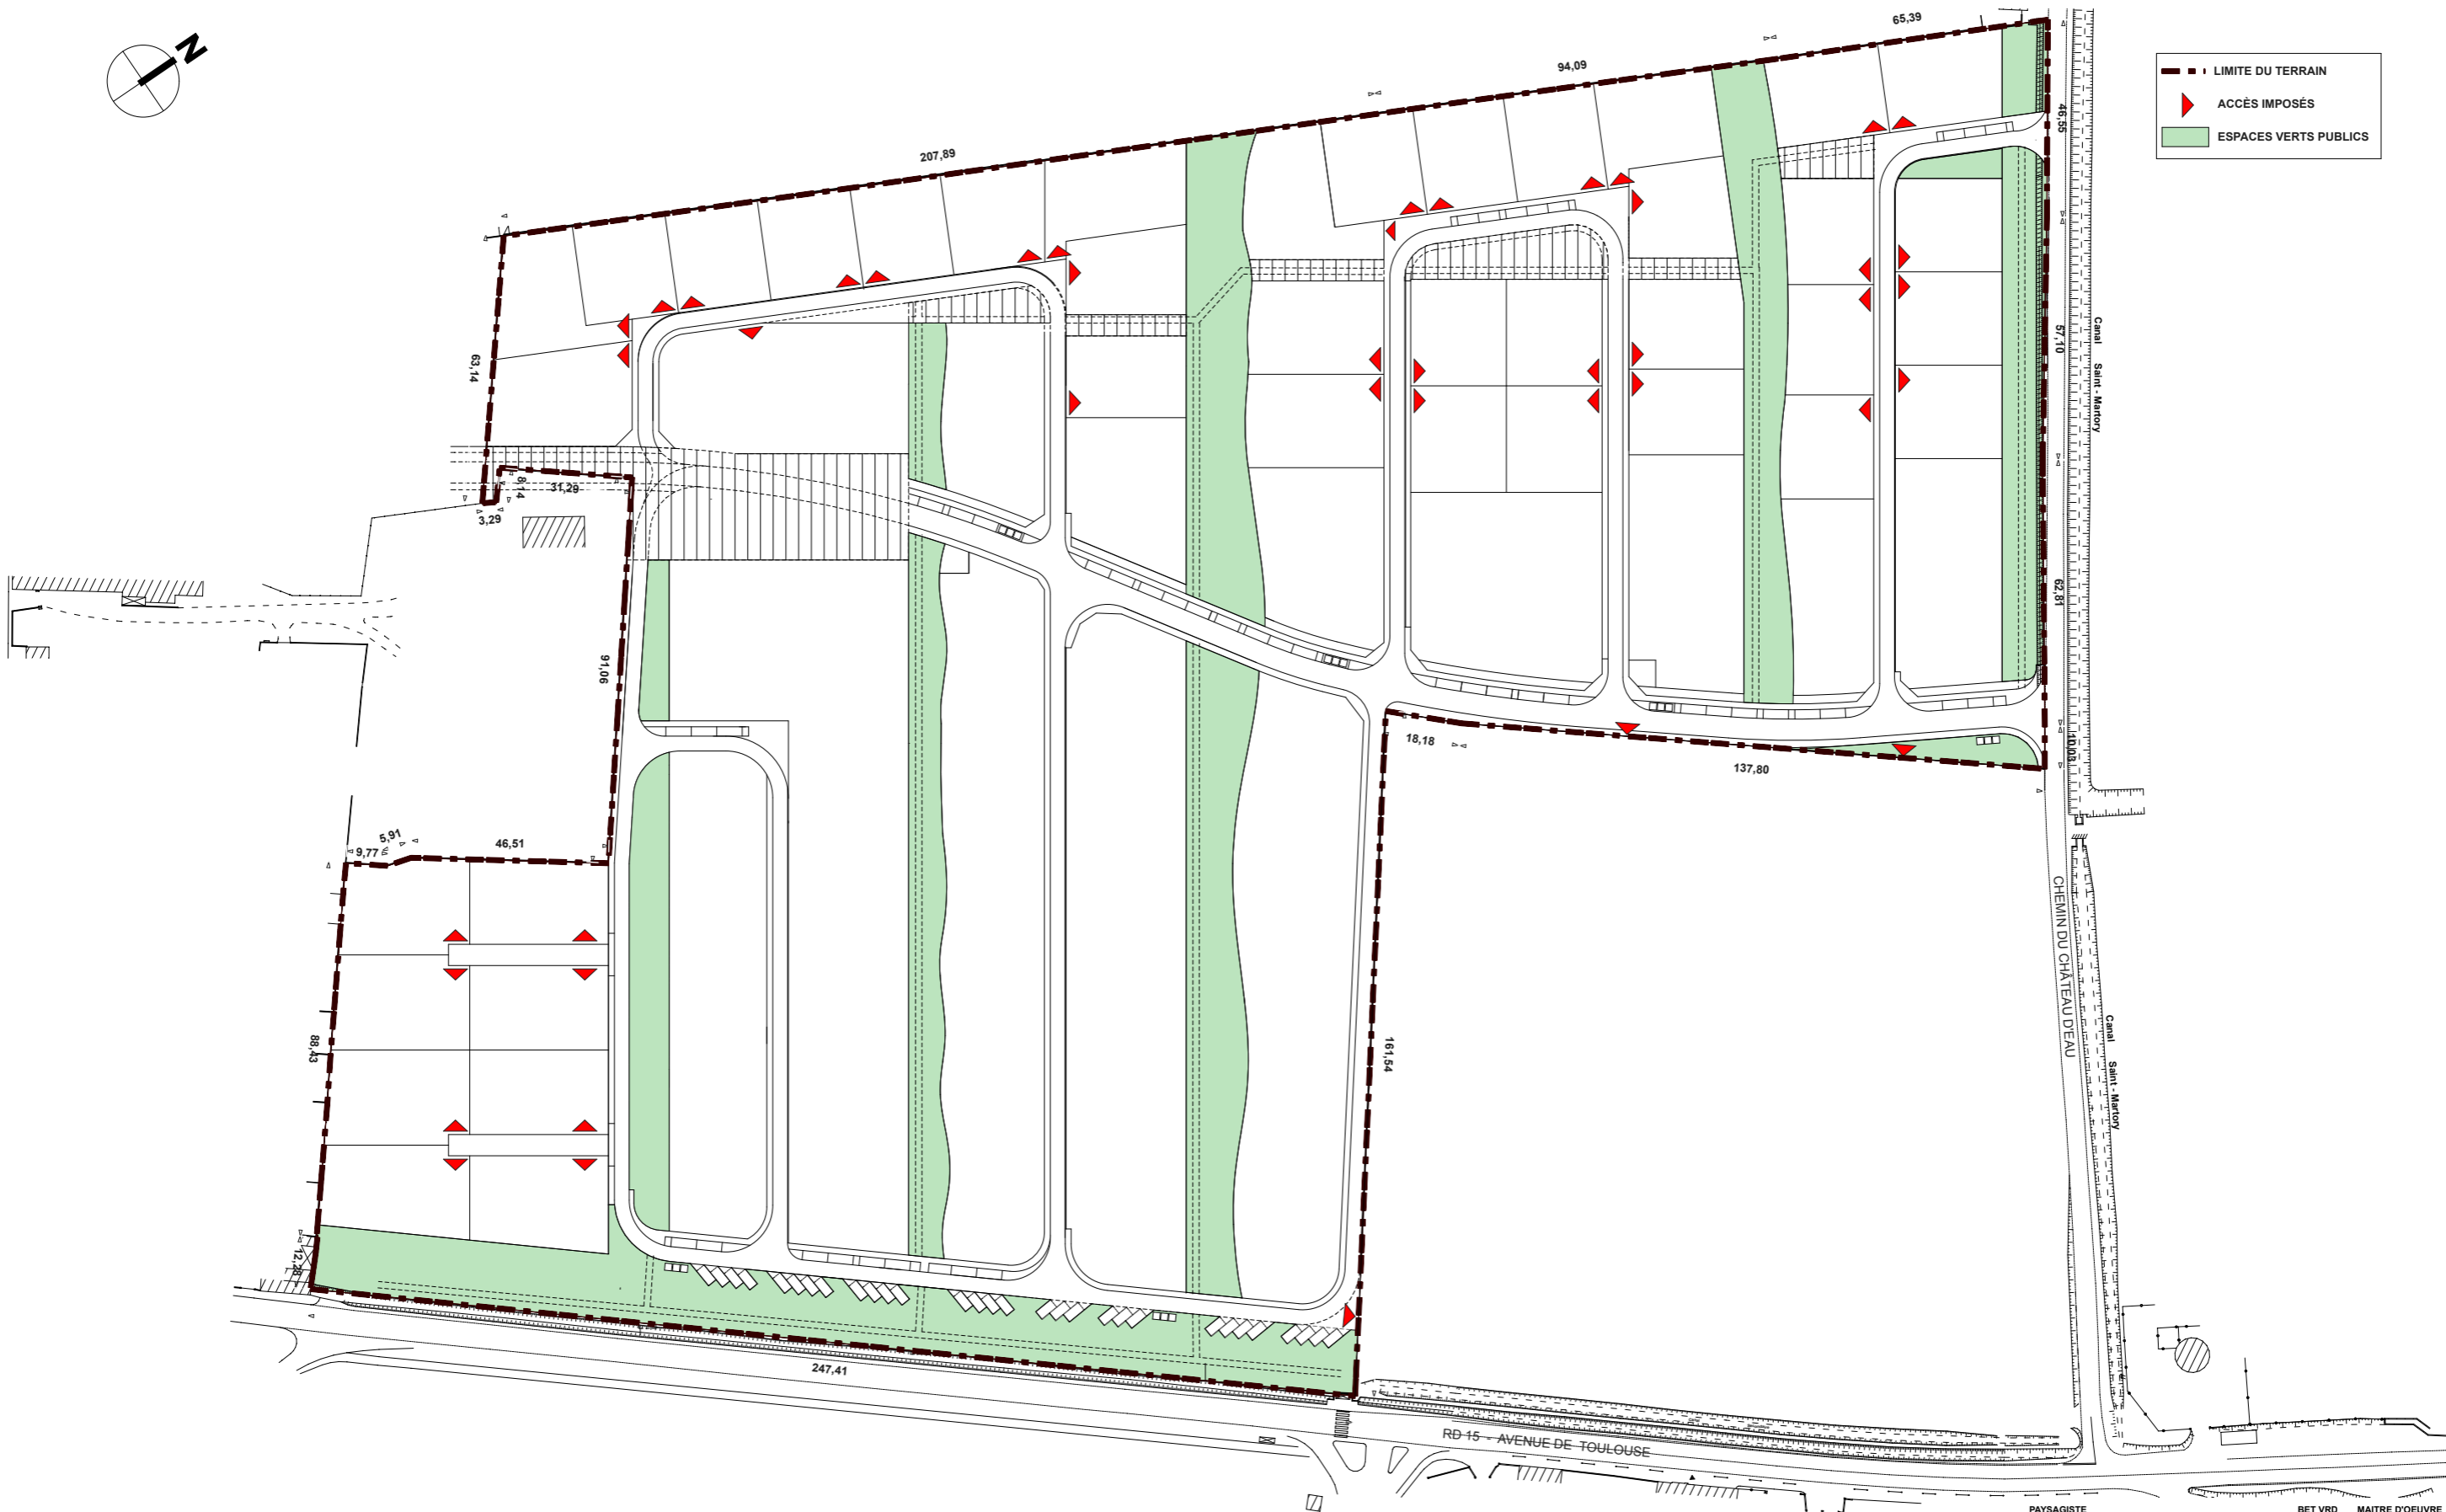 N
65,39
94,09
207,89
LIMITE DU TERRAIN
ACCÈS IMPOSÉS
ESPACES VERTS PUBLICS
46,55
57,10
Canal Saint - Martory
63,14
8,14
31,29
3,29
62,81
91,06
18,18
137,80
10,03
5,91
9,77
46,51
CHEMIN DU CHÂTEAU D'EAU
Canal Saint - Martory
88,43
161,54
12,28
247,41
RD 15 - AVENUE DE TOULOUSE
PAYSAGISTE
BET VRD
MAITRE D'OEUVRE